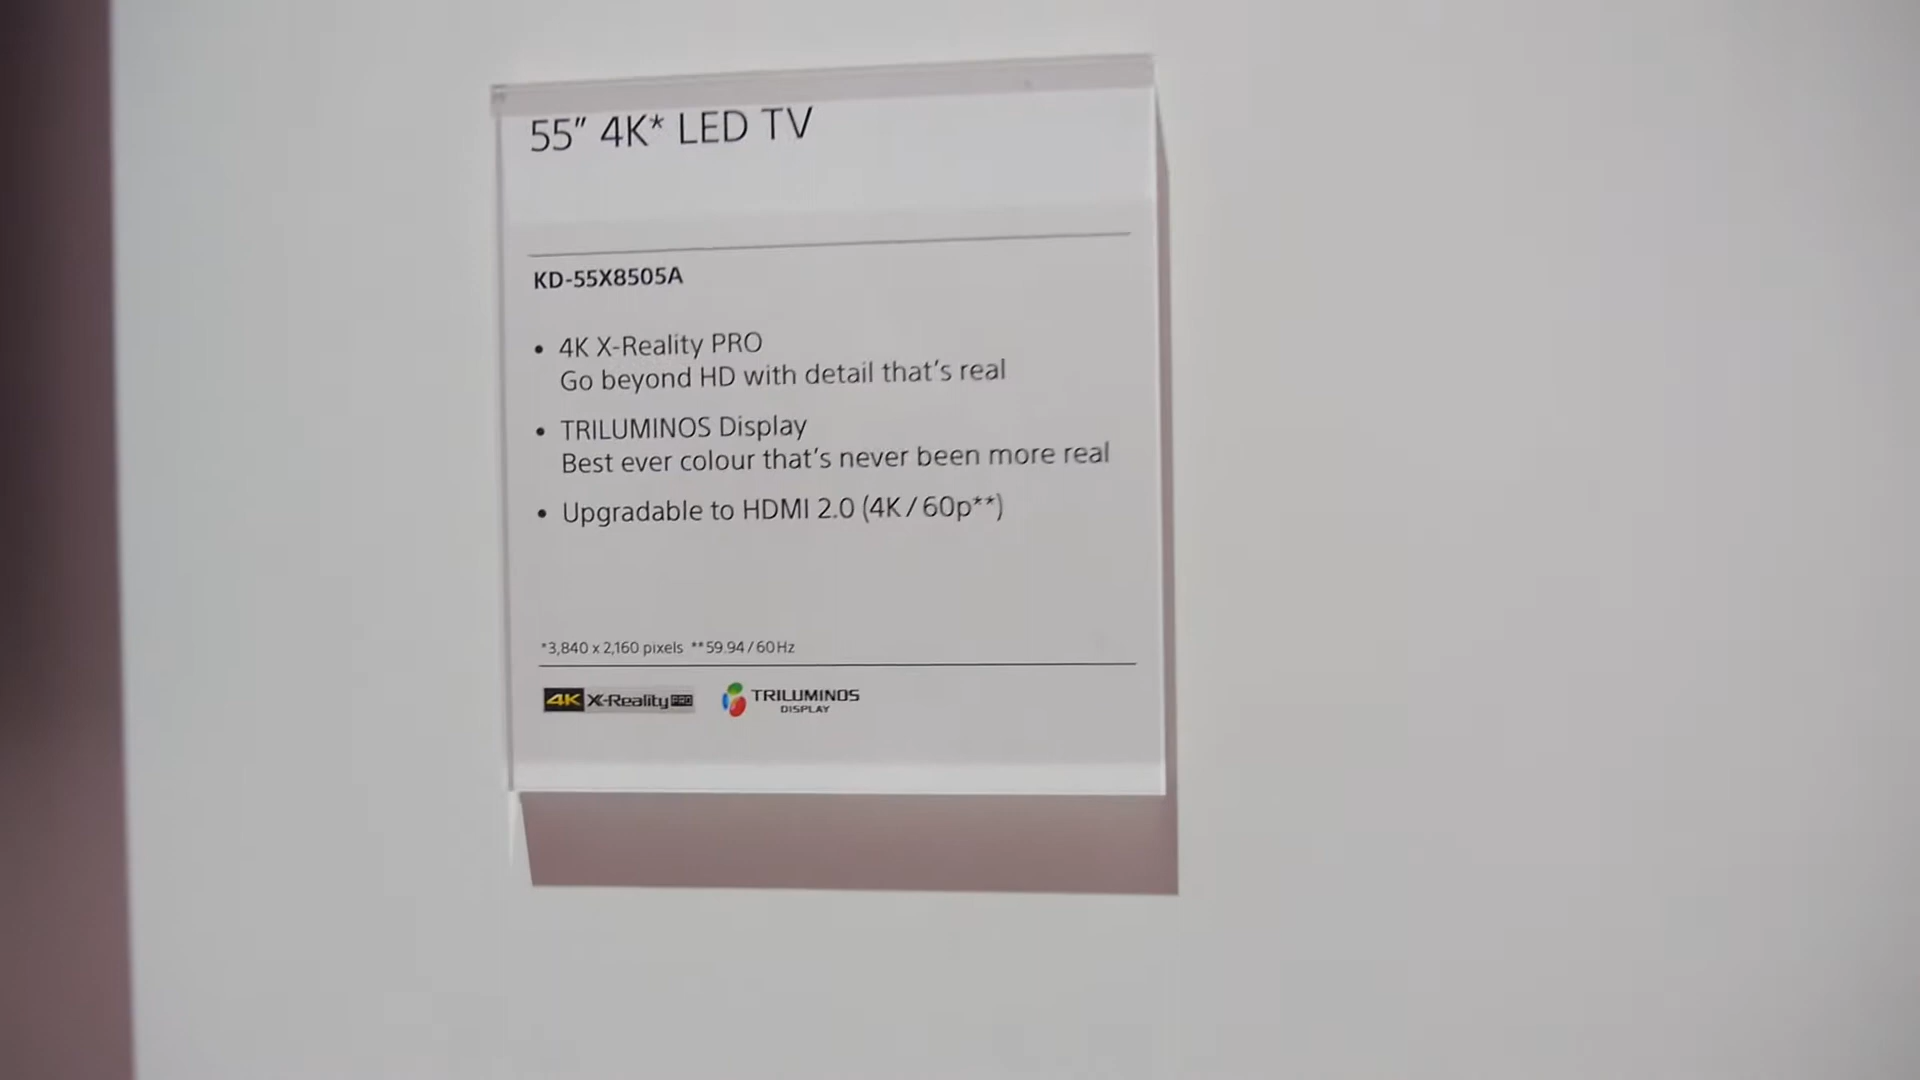 55" 4K* LED TV
KD-55X8505A
• 4K X-Reality PRO
Go beyond HD with detail that's real
• TRILUMINOS Display
Best ever colour that's never been more real
• Upgradable to HDMI 2.0 (4K/60p**)
*3,840 x 2,160 pixels **59.94/60Hz
4K X-Reality PRO TRILUMINOS
DISPLAY